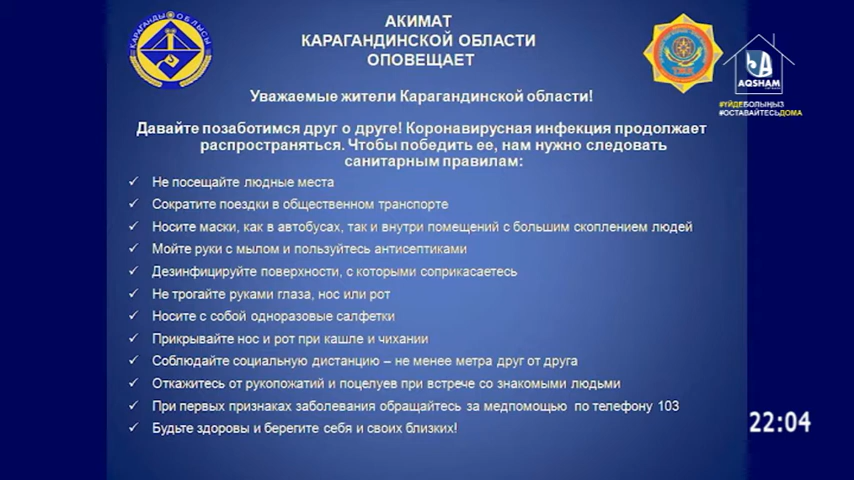 АКИМАТ
КАРАГАНДИНСКОЙ ОБЛАСТИ
ОПОВЕЩАЕТ
ҚАРАҒАНДЫ ОБЛЫСЫ
AQSHAM
#ҮЙДЕБОЛЫҢЫЗ
#ОСТАВАЙТЕСЬДОМА
Уважаемые жители Карагандинской области!
Давайте позаботимся друг о друге! Коронавирусная инфекция продолжает
распространяться. Чтобы победить ее, нам нужно следовать
санитарным правилам:
✓ Не посещайте людные места
✓ Сократите поездки в общественном транспорте
✓ Носите маски, как в автобусах, так и внутри помещений с большим скоплением людей
✓ Мойте руки с мылом и пользуйтесь антисептиками
✓ Дезинфицируйте поверхности, с которыми соприкасаетесь
✓ Не трогайте руками глаза, нос или рот
✓ Носите с собой одноразовые салфетки
✓ Прикрывайте нос и рот при кашле и чихании
✓ Соблюдайте социальную дистанцию – не менее метра друг от друга
✓ Откажитесь от рукопожатий и поцелуев при встрече со знакомыми людьми
✓ При первых признаках заболевания обращайтесь за медпомощью по телефону 103
✓ Будьте здоровы и берегите себя и своих близких!
22:04